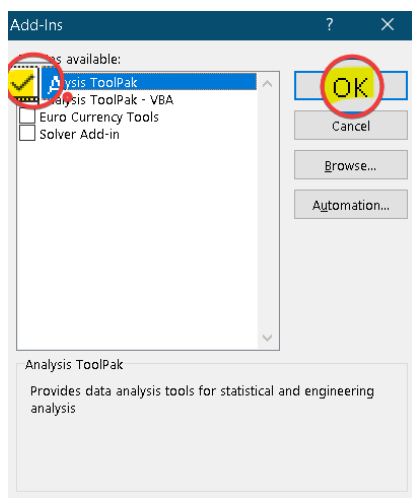 Add-Ins ? ×
available:
ysis ToolPak
Analysis ToolPak - VBA
Euro Currency Tools
Solver Add-in
OK
Cancel
Browse...
Automation...
Analysis ToolPak
Provides data analysis tools for statistical and engineering
analysis